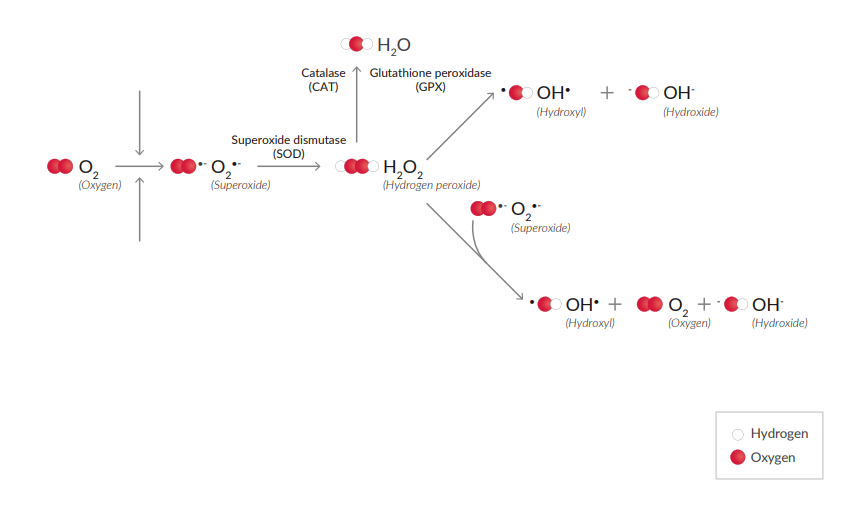 H₂O
Catalase
(CAT)
Glutathione peroxidase
(GPX)
OH•
(Hydroxyl)
+
OH-
(Hydroxide)
Superoxide dismutase
(SOD)
O₂
(Oxygen)
O₂•-
(Superoxide)
H₂O₂
(Hydrogen peroxide)
O₂•-
(Superoxide)
OH•
(Hydroxyl)
+
O₂
(Oxygen)
+
OH-
(Hydroxide)
Hydrogen
Oxygen